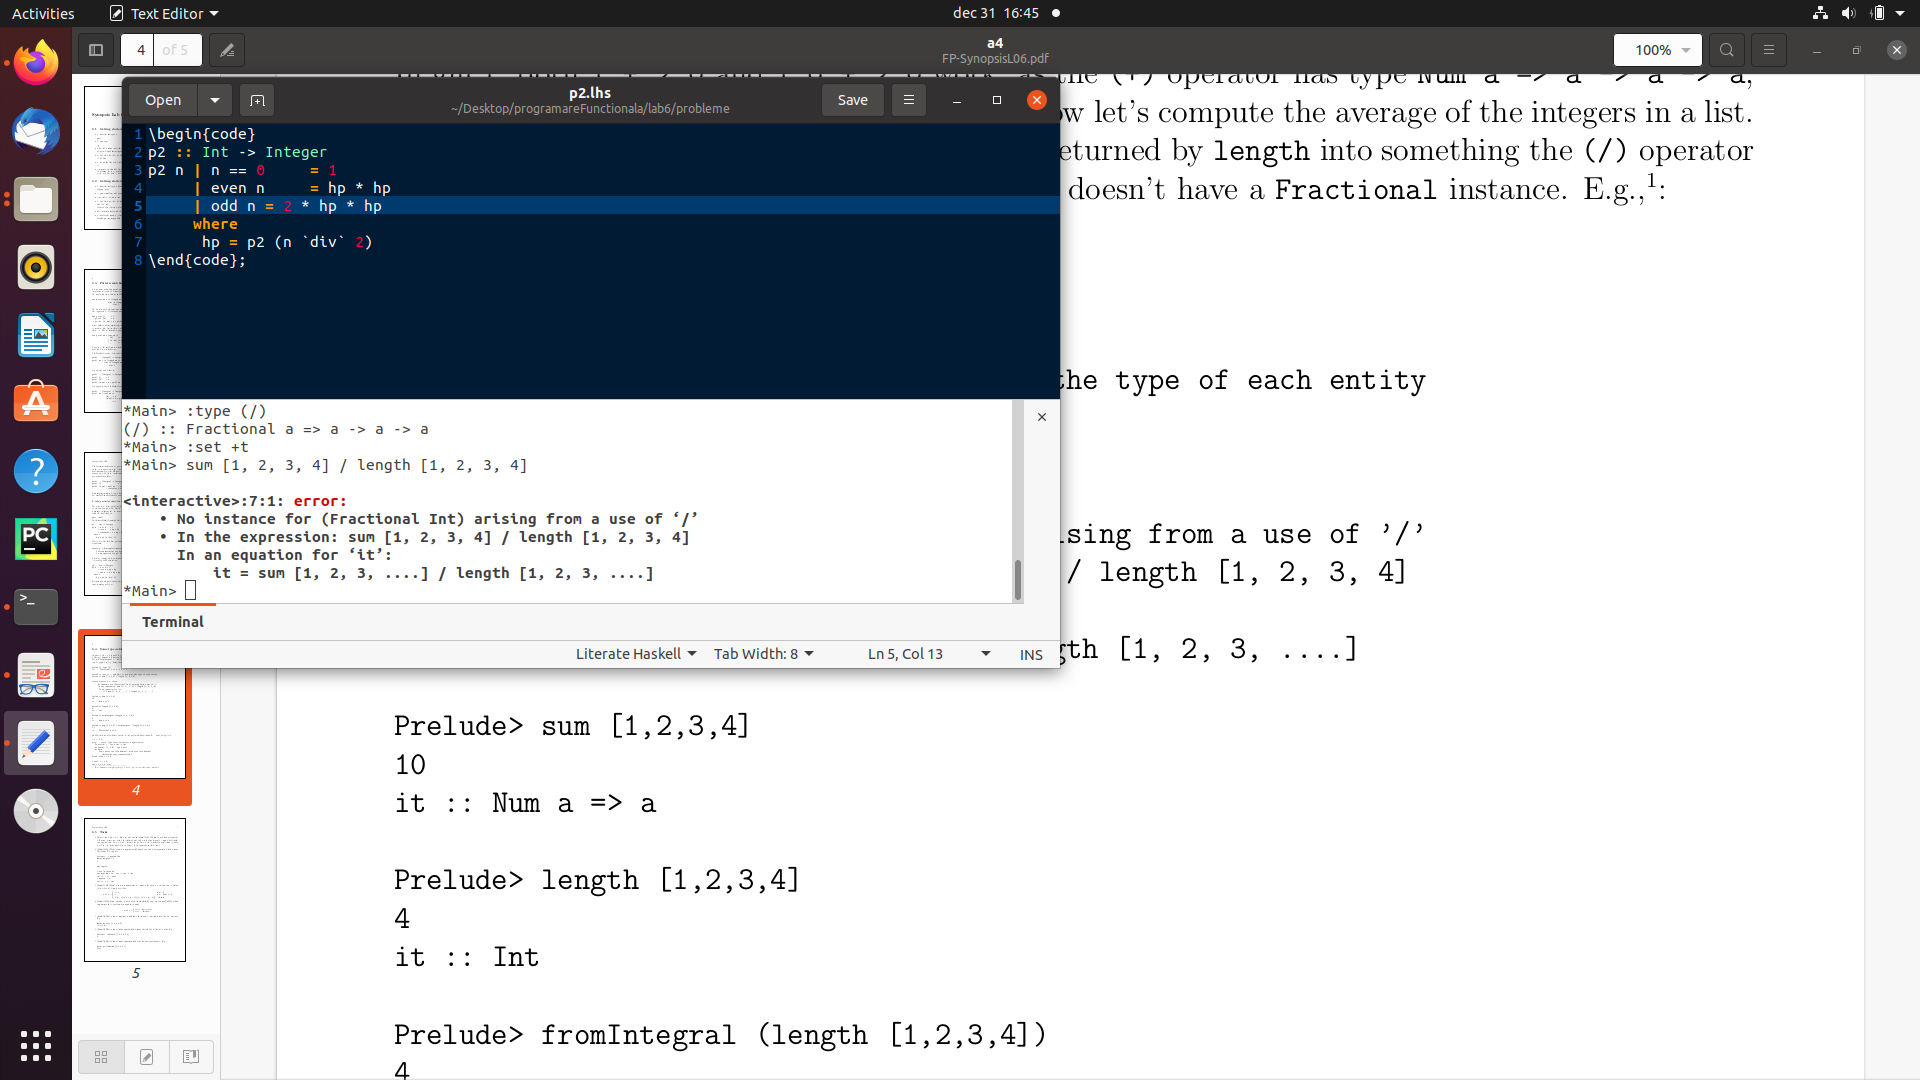 Activities
Text Editor
dec 31 16:45
4
of 5
a4
FP-SynopsisL06.pdf
100%
Open
p2.lhs
~/Desktop/programareFunctionala/lab6/probleme
Save
1 \begin{code}
2 p2 :: Int -> Integer
3 p2 n | n == 0     = 1
4      | even n     = hp * hp
5      | odd n = 2 * hp * hp
6      where
7       hp = p2 (n `div` 2)
8 \end{code};
*Main> :type (/)
(/) :: Fractional a => a -> a -> a
*Main> :set +t
*Main> sum [1, 2, 3, 4] / length [1, 2, 3, 4]
<interactive>:7:1: error:
• No instance for (Fractional Int) arising from a use of ‘/’
• In the expression: sum [1, 2, 3, 4] / length [1, 2, 3, 4]
In an equation for ‘it’:
it = sum [1, 2, 3, ....] / length [1, 2, 3, ....]
*Main>
Terminal
Literate Haskell
Tab Width: 8
Ln 5, Col 13
INS
the (+) operator has type Num a => a -> a -> a,
let's compute the average of the integers in a list.
by length into something the (/) operator
doesn't have a Fractional instance. E.g.,1:
the type of each entity
from a use of '/'
/ length [1, 2, 3, 4]
[1, 2, 3, ....]
Prelude> sum [1,2,3,4]
10
it :: Num a => a
Prelude> length [1,2,3,4]
4
it :: Int
Prelude> fromIntegral (length [1,2,3,4])
4
4
5